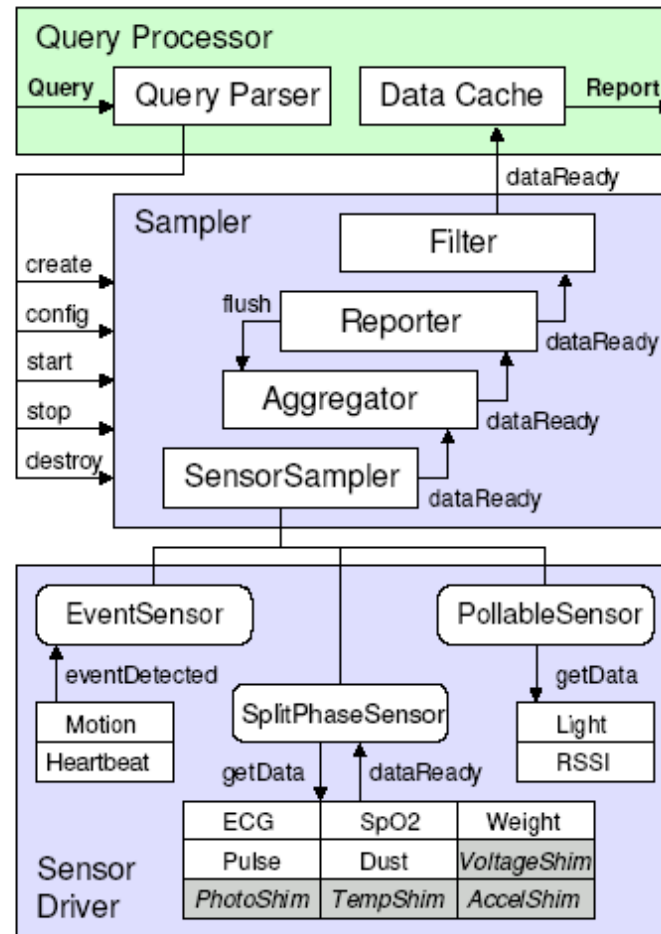 Query Processor
Query
Query Parser
Data Cache
Report
dataReady
Sampler
Filter
create
config
start
stop
destroy
flush
Reporter
dataReady
Aggregator
dataReady
SensorSampler
dataReady
EventSensor
PollableSensor
eventDetected
getData
Motion
Heartbeat
SplitPhaseSensor
Light
RSSI
getData
dataReady
ECG SpO2 Weight
Pulse Dust VoltageShim
PhotoShim TempShim AccelShim
Sensor
Driver